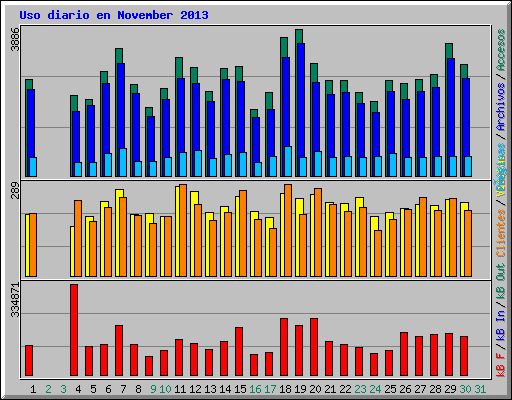 Uso diario en November 2013
3886
289
334871
kB F / kB In / kB Out Clientes / / Archivos / Accesos
1 2 3 4 5 6 7 8 9 10 11 12 13 14 15 16 17 18 19 20 21 22 23 24 25 26 27 28 29 30 31